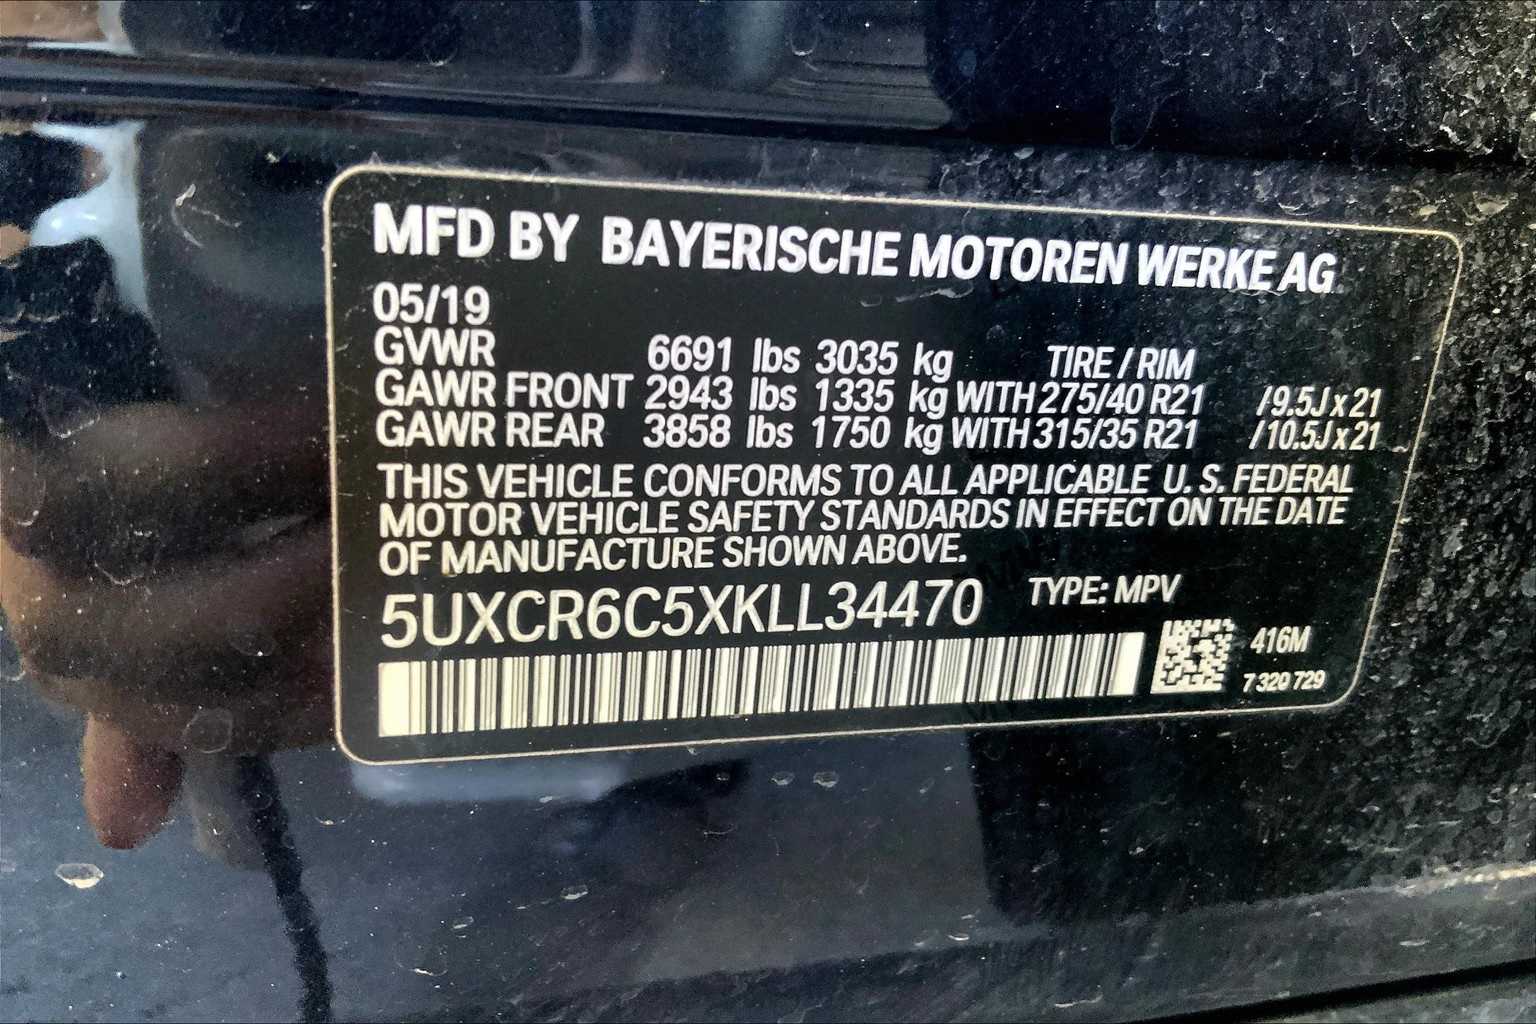 MFD BY BAYERISCHE MOTOREN WERKE AG
05/19
GVWR 6691 lbs 3035 kg TIRE / RIM
GAWR FRONT 2943 lbs 1335 kg WITH 275/40 R21 /9.5J x 21
GAWR REAR 3858 lbs 1750 kg WITH 315/35 R21 /10.5J x 21
THIS VEHICLE CONFORMS TO ALL APPLICABLE U. S. FEDERAL
MOTOR VEHICLE SAFETY STANDARDS IN EFFECT ON THE DATE
OF MANUFACTURE SHOWN ABOVE.
5UXCR6C5XKLL34470 TYPE: MPV
416M
7 320 729